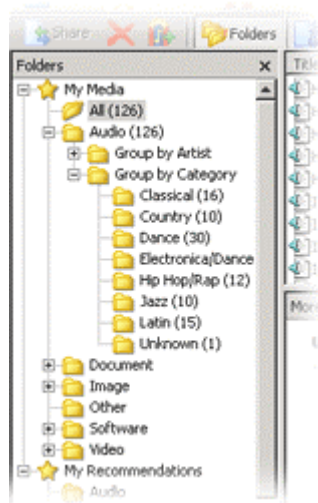 Share
Folders
Folders
x
My Media
All (126)
Audio (126)
Group by Artist
Group by Category
Classical (16)
Country (10)
Dance (30)
Electronica/Dance
Hip Hop/Rap (12)
Jazz (10)
Latin (15)
Unknown (1)
Document
Image
Other
Software
Video
My Recommendations
Audio
Title